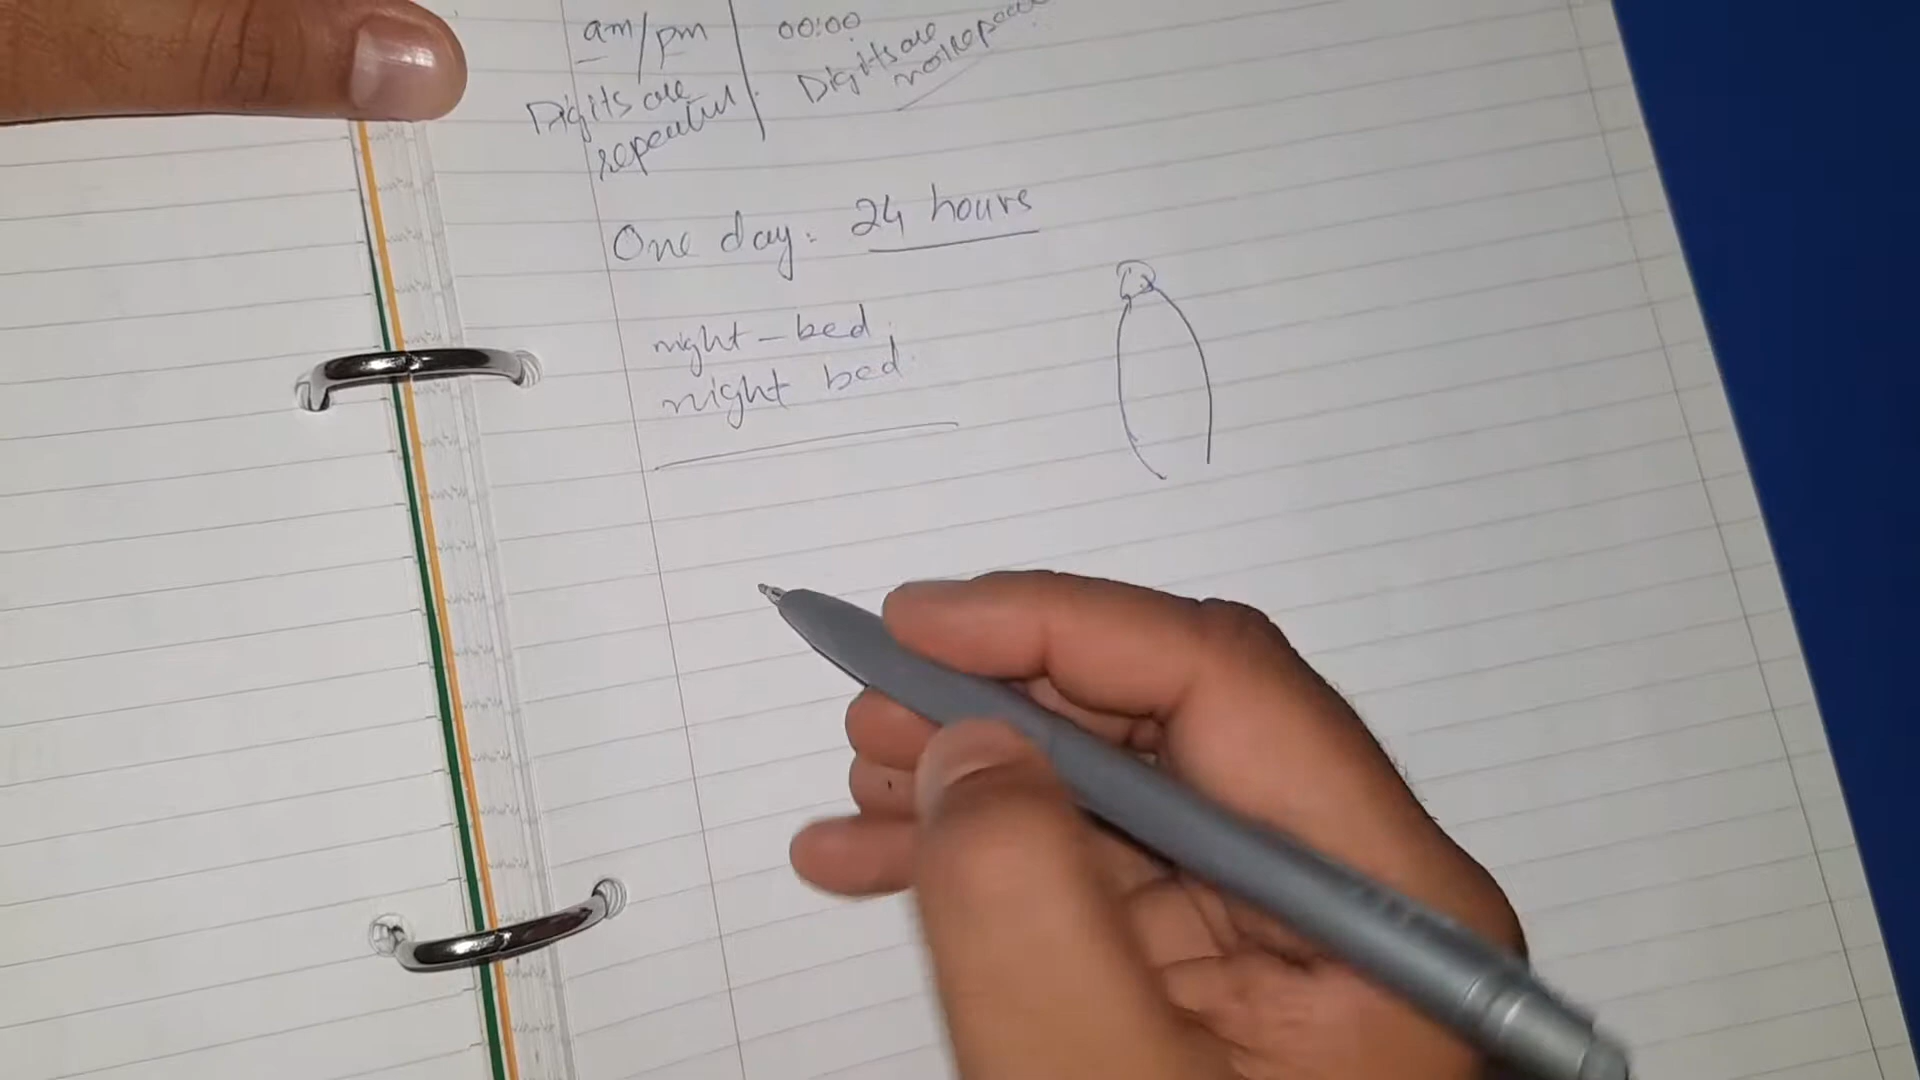 am/pm
Digits are
repeated.
00:00
Digits are
not repeated
One day: 24 hours
night-bed.
night bed.